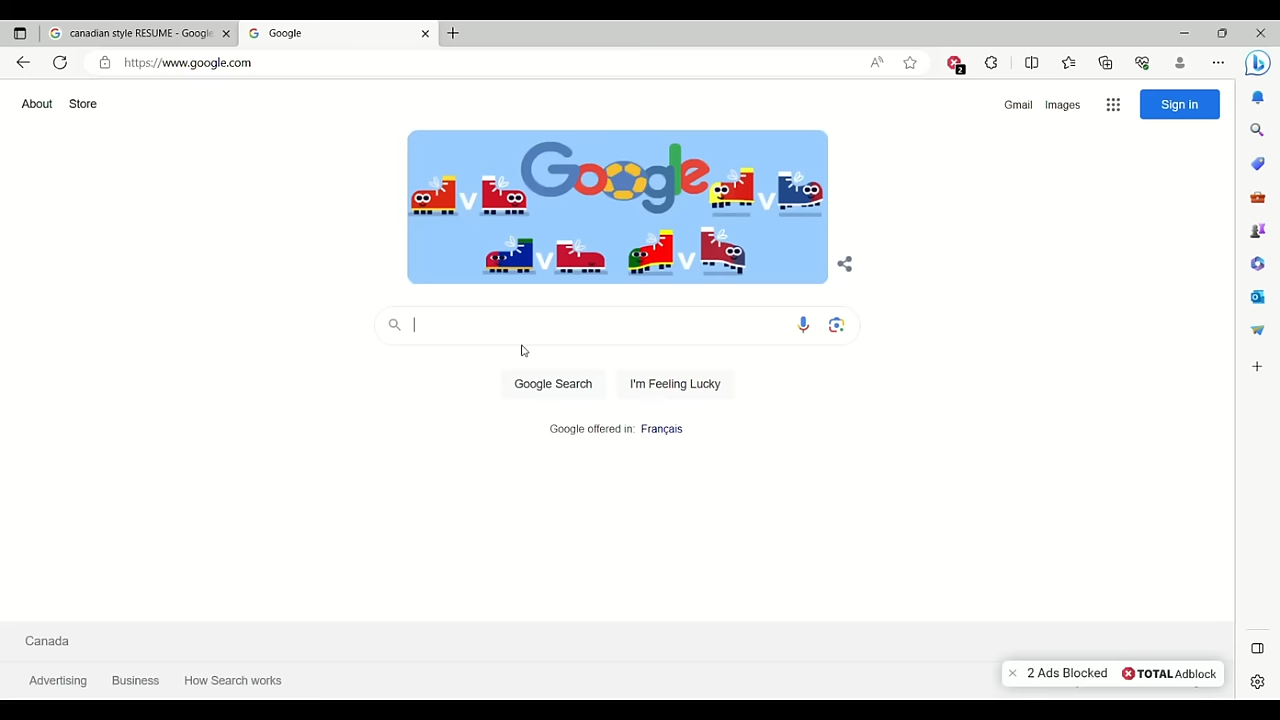 canadian style RESUME - Google
Google
https://www.google.com
2
About
Store
Gmail
Images
Sign in
Google
V
V
V
V
Google Search
I'm Feeling Lucky
Google offered in: Français
Canada
Advertising
Business
How Search works
2 Ads Blocked
TOTAL Adblock